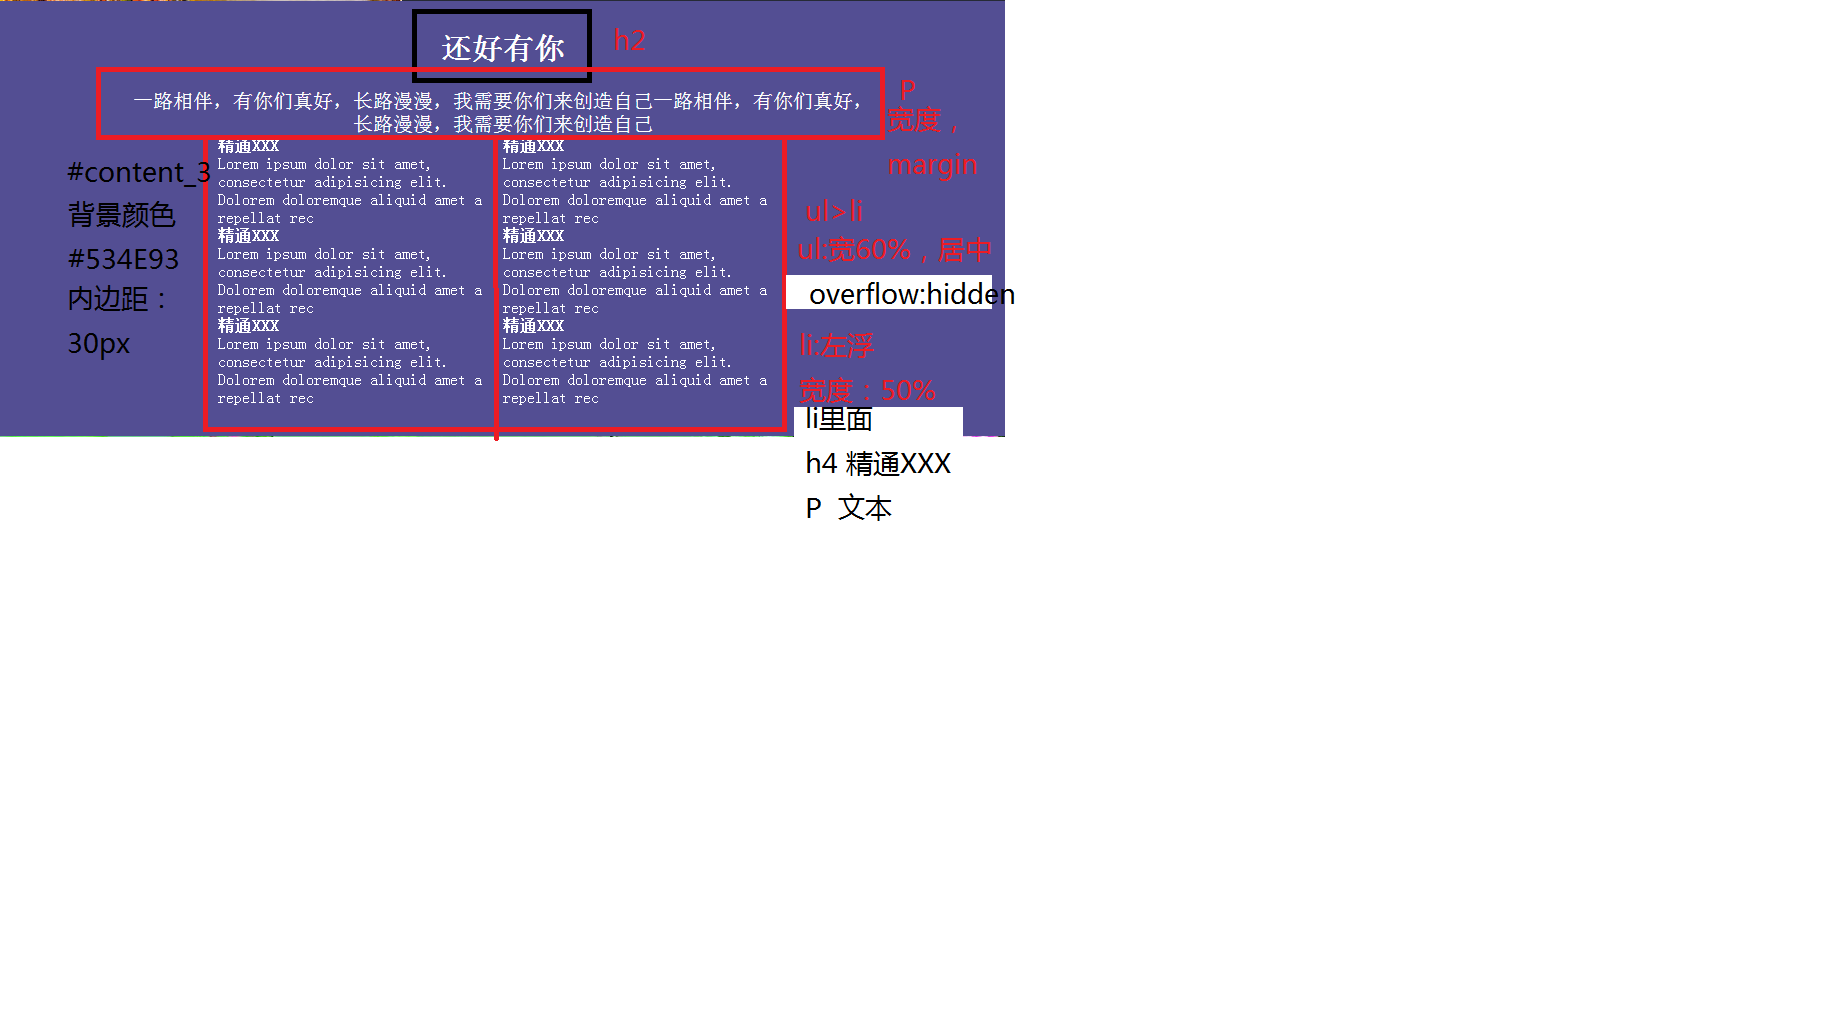 还好有你
h2
一路相伴，有你们真好，长路漫漫，我需要你们来创造自己一路相伴，有你们真好，
长路漫漫，我需要你们来创造自己
P
宽度，
margin
#content_3
背景颜色
#534E93
内边距：
30px
精通XXX
Lorem ipsum dolor sit amet,
consectetur adipisicing elit.
Dolorem doloremque aliquid amet a
repellat rec
精通XXX
Lorem ipsum dolor sit amet,
consectetur adipisicing elit.
Dolorem doloremque aliquid amet a
repellat rec
精通XXX
Lorem ipsum dolor sit amet,
consectetur adipisicing elit.
Dolorem doloremque aliquid amet a
repellat rec
精通XXX
Lorem ipsum dolor sit amet,
consectetur adipisicing elit.
Dolorem doloremque aliquid amet a
repellat rec
精通XXX
Lorem ipsum dolor sit amet,
consectetur adipisicing elit.
Dolorem doloremque aliquid amet a
repellat rec
精通XXX
Lorem ipsum dolor sit amet,
consectetur adipisicing elit.
Dolorem doloremque aliquid amet a
repellat rec
ul>li
ul:宽60%，居中
overflow:hidden
li:左浮
宽度：50%
li里面
h4 精通XXX
P 文本